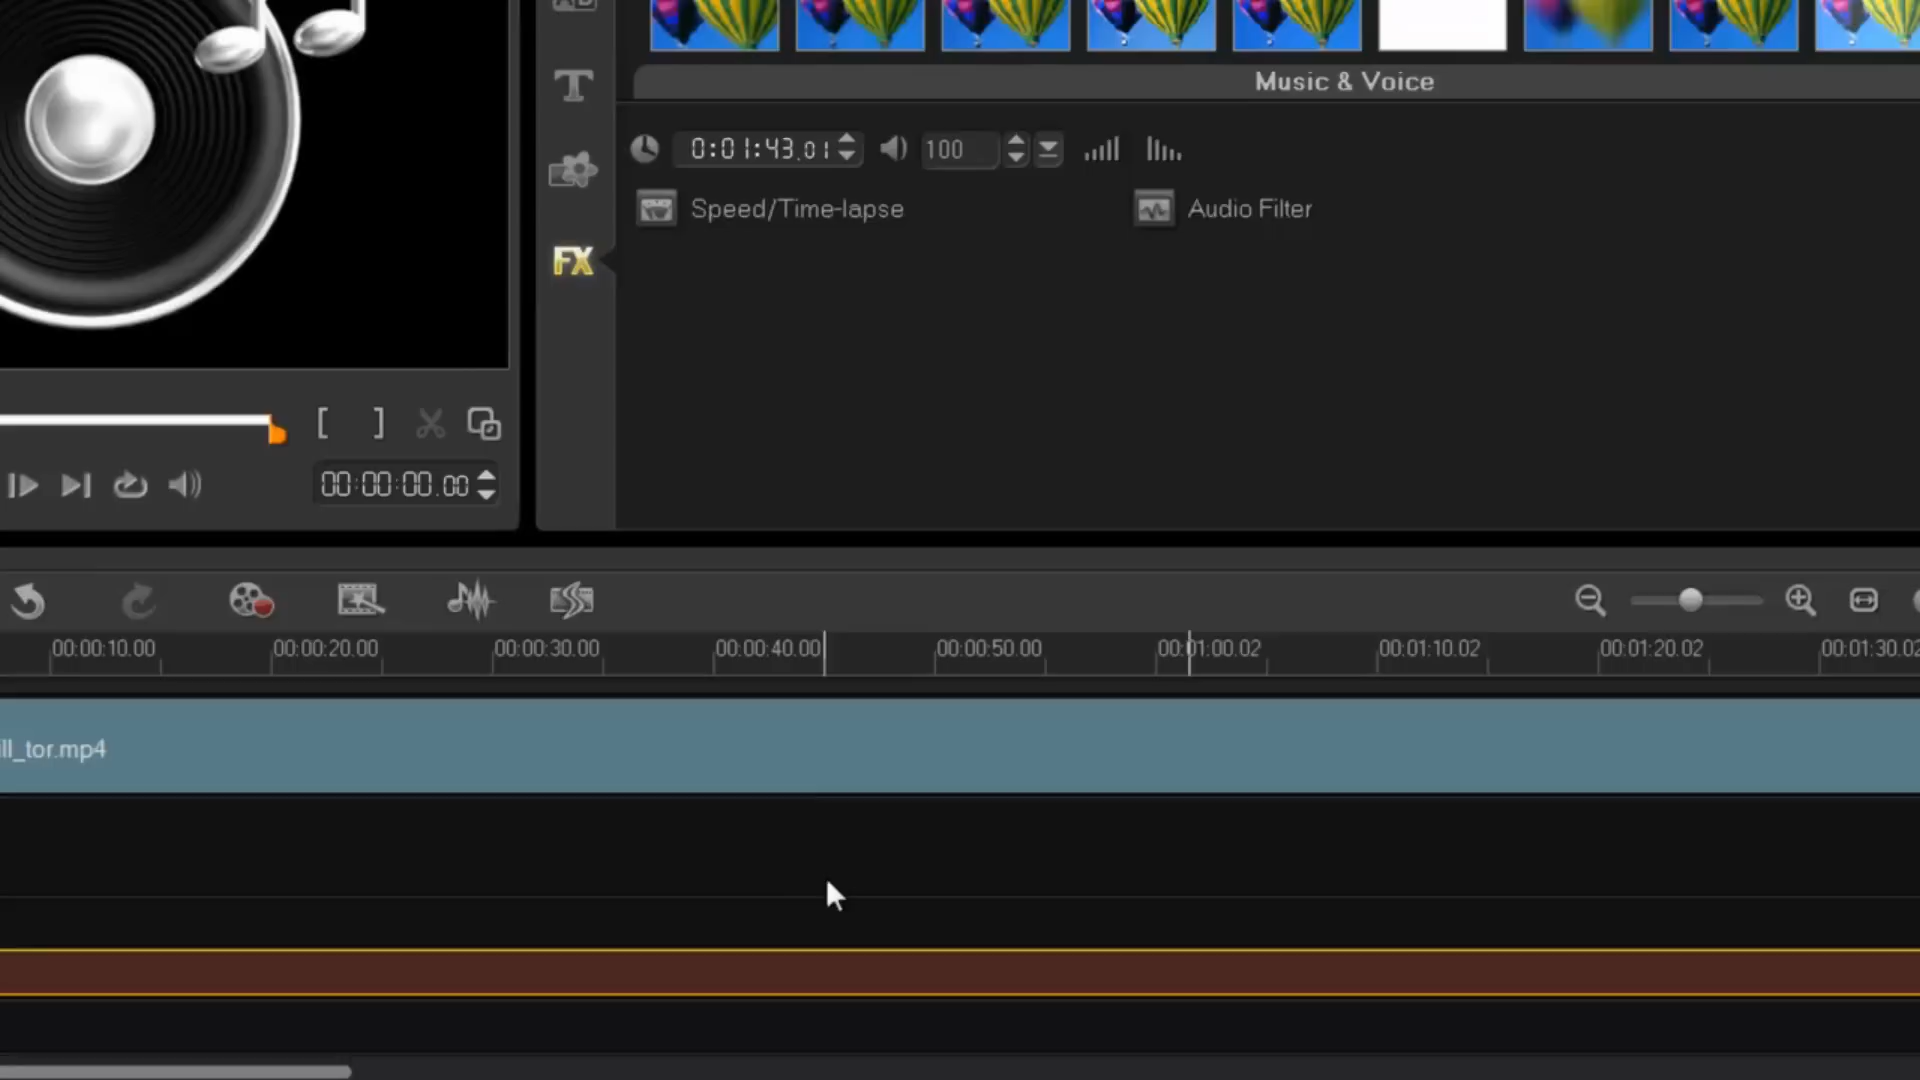 T
Music & Voice
0:01:43.01
100
Speed/Time-lapse
Audio Filter
FX
[ ]
00:00:00.00
00:00:10.00 00:00:20.00 00:00:30.00 00:00:40.00 00:00:50.00 00:01:00.02 00:01:10.02 00:01:20.02 00:01:30.02
ill_tor.mp4